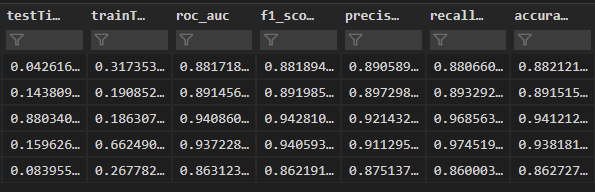 testTi… trainT… roc_auc f1_sco… precis… recall… accura…
0.042616… 0.317353… 0.881718… 0.881894… 0.890589… 0.880660… 0.882121…
0.143809… 0.190852… 0.891456… 0.891985… 0.897298… 0.893292… 0.891515…
0.880340… 0.186307… 0.940860… 0.942810… 0.921432… 0.968563… 0.941212…
0.159626… 0.662490… 0.937228… 0.940593… 0.911295… 0.974519… 0.938181…
0.083955… 0.267782… 0.863123… 0.862191… 0.875137… 0.860003… 0.862727…